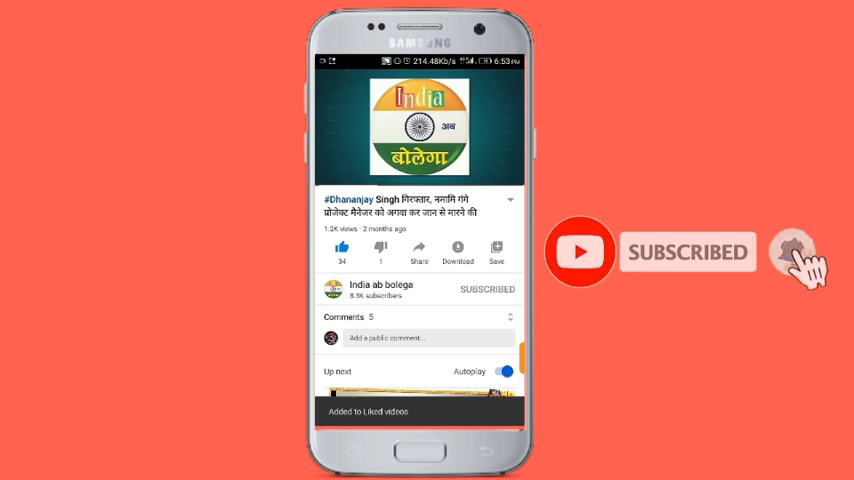 SAMSUNG
214.48Kb/s 6:53PM
India
अब
बोलेगा
#Dhananjay Singh गिरफ्तार, नमामि गंगे
प्रोजेक्ट मैनेजर को अगवा कर जान से मारने की
1.2K views · 2 months ago
34
1
Share
Download
Save
India ab bolega
8.3K subscribers
SUBSCRIBED
Comments 5
Add a public comment...
Up next
Autoplay
Added to Liked videos
SUBSCRIBED